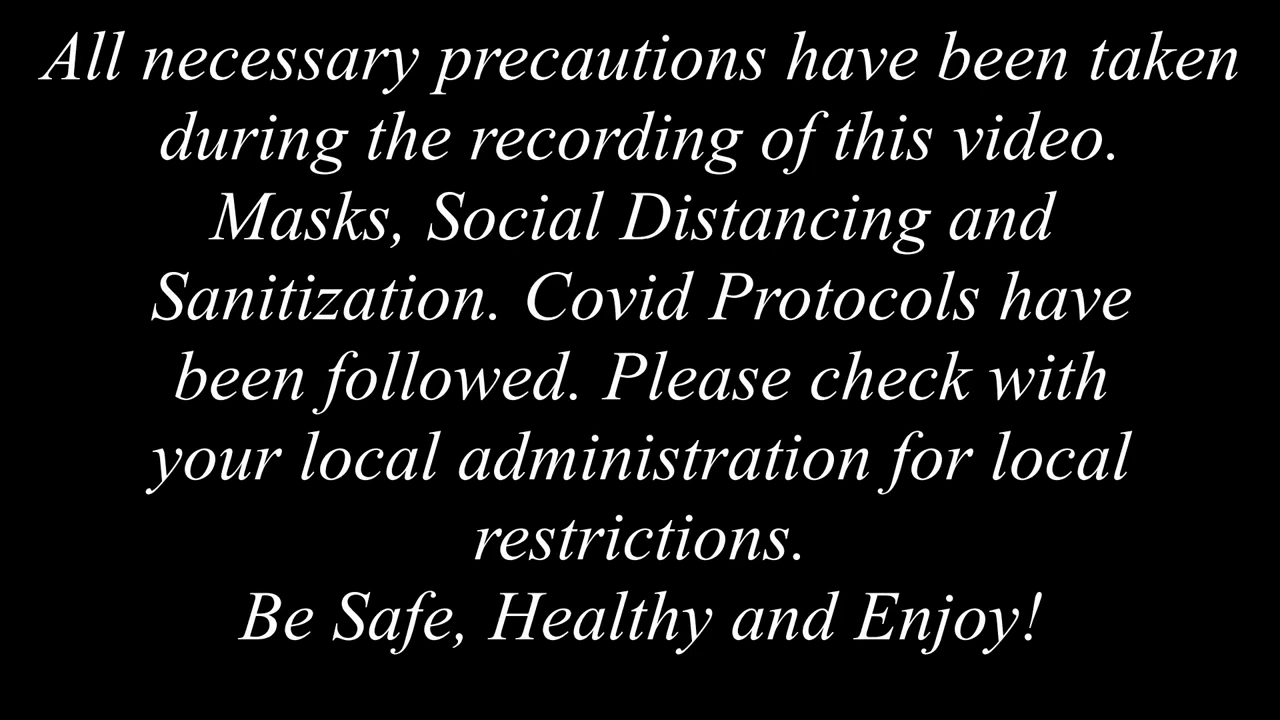 All necessary precautions have been taken
during the recording of this video.
Masks, Social Distancing and
Sanitization. Covid Protocols have
been followed. Please check with
your local administration for local
restrictions.
Be Safe, Healthy and Enjoy!